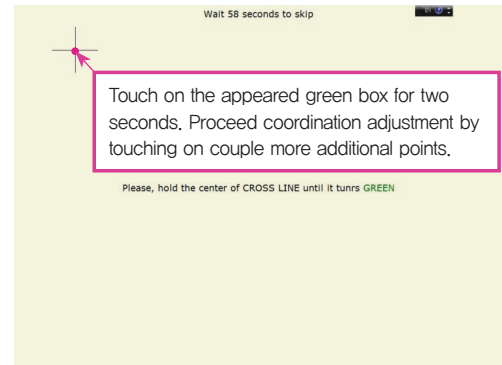 Wait 58 seconds to skip
Touch on the appeared green box for two
seconds. Proceed coordination adjustment by
touching on couple more additional points.
Please, hold the center of CROSS LINE until it tunrs GREEN